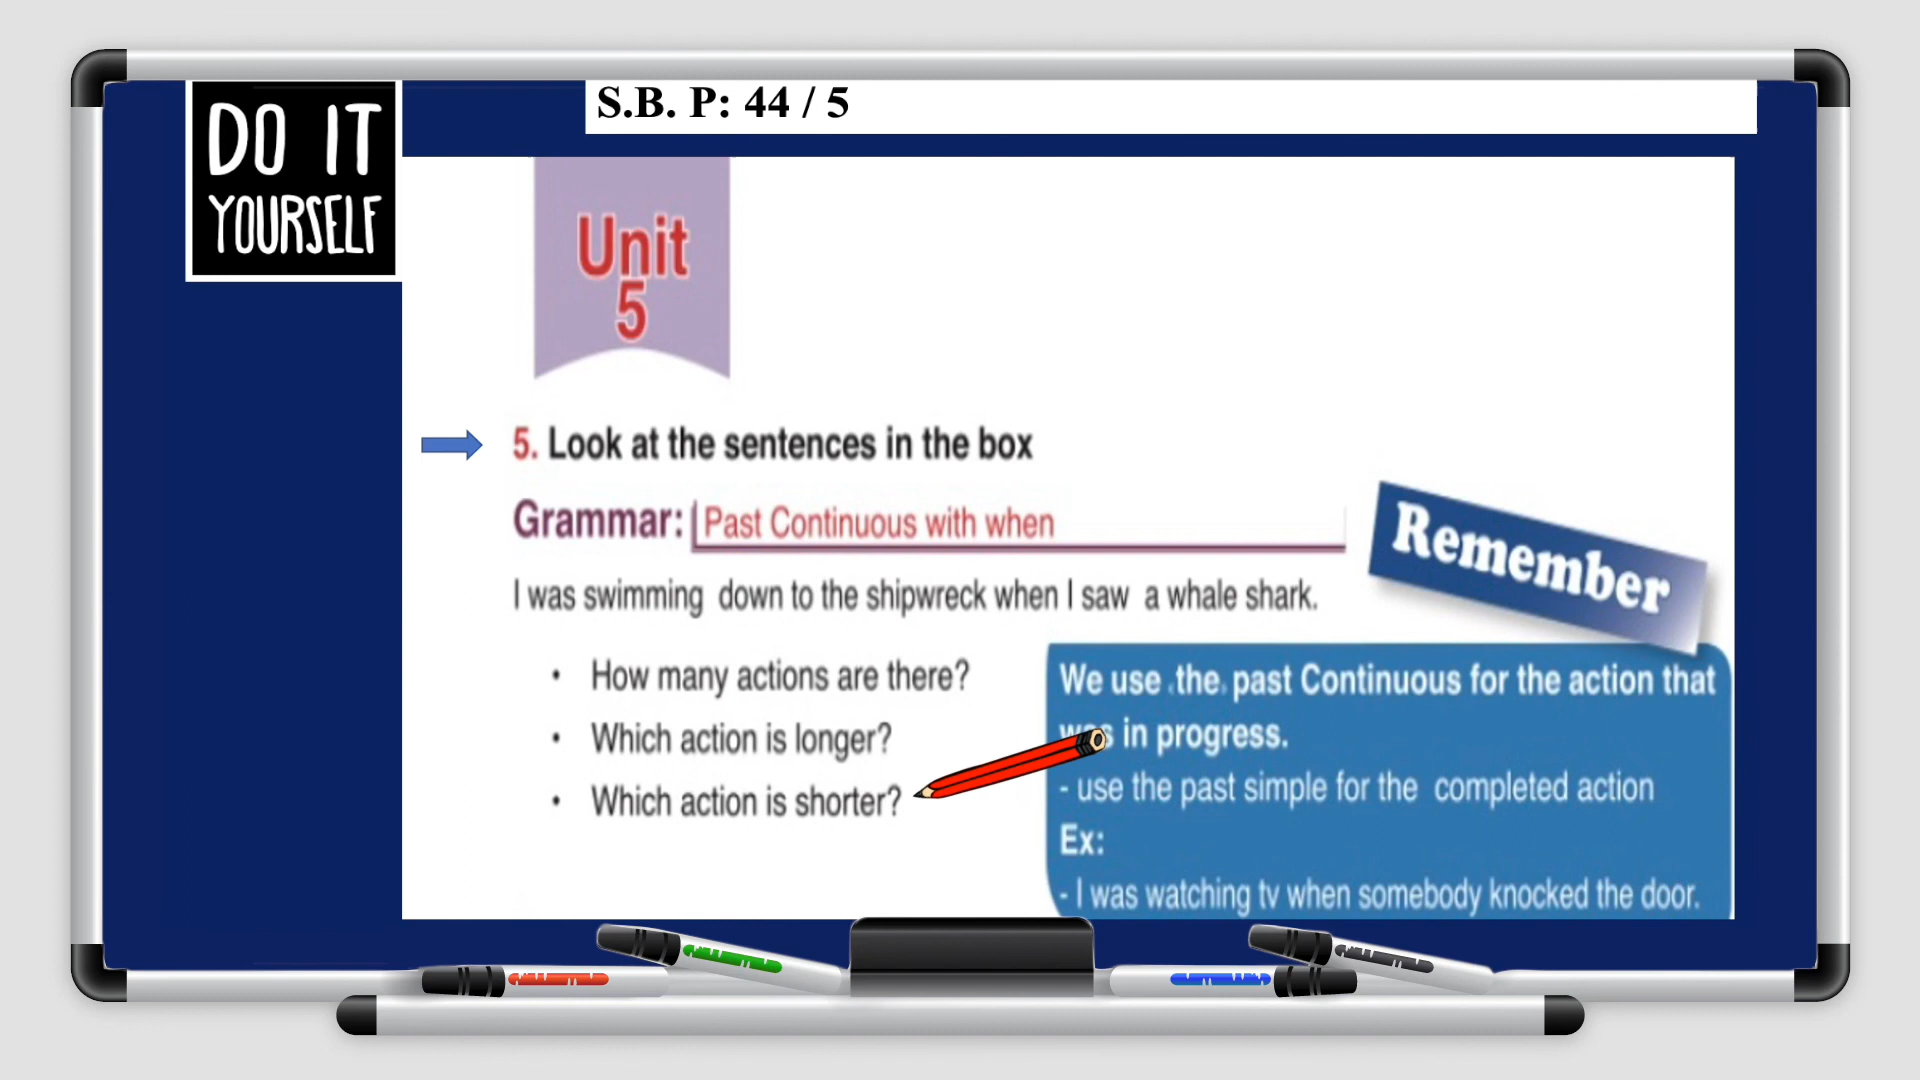 S.B. P: 44 / 5
DO IT
YOURSELF
Unit
5
5. Look at the sentences in the box
Grammar: Past Continuous with when
Remember
I was swimming down to the shipwreck when I saw a whale shark.
• How many actions are there?
• Which action is longer?
• Which action is shorter?
We use the past Continuous for the action that
was in progress.
- use the past simple for the completed action
Ex:
- I was watching tv when somebody knocked the door.